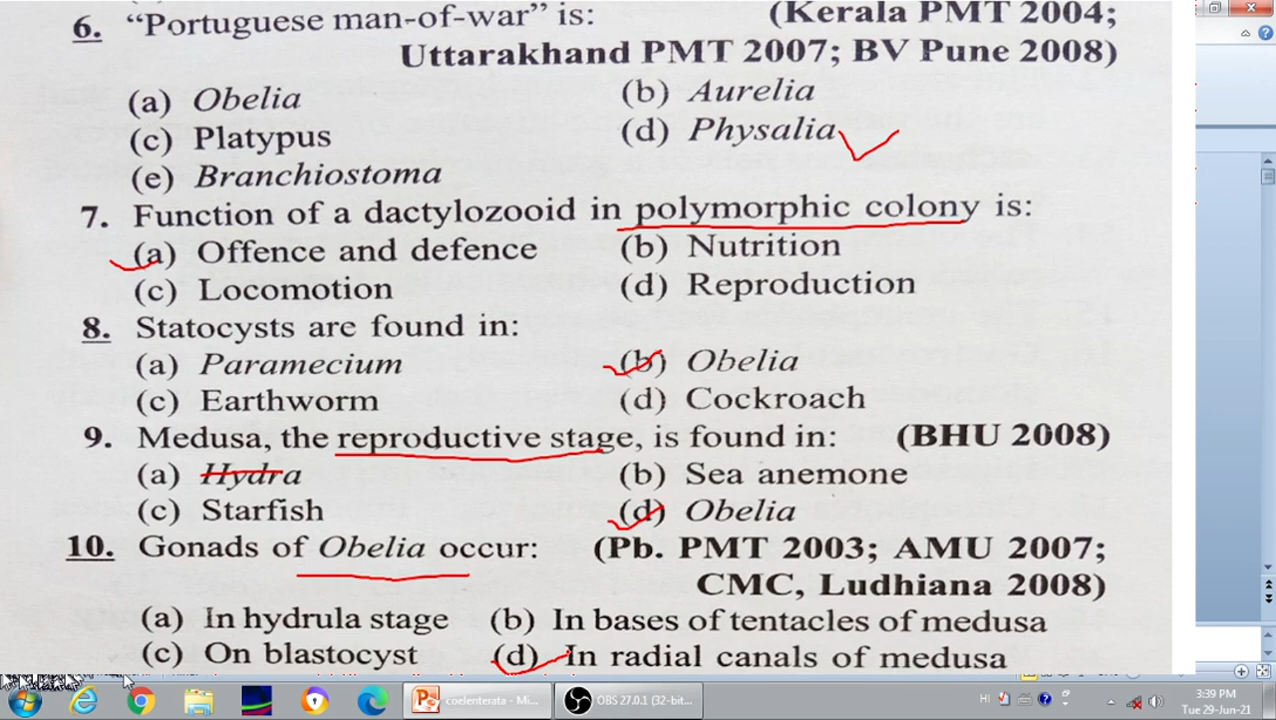 6. “Portuguese man-of-war” is: (Kerala PMT 2004;
Uttarakhand PMT 2007; BV Pune 2008)
(a) Obelia (b) Aurelia
(c) Platypus (d) Physalia
(e) Branchiostoma
7. Function of a dactylozooid in polymorphic colony is:
(a) Offence and defence (b) Nutrition
(c) Locomotion (d) Reproduction
8. Statocysts are found in:
(a) Paramecium (b) Obelia
(c) Earthworm (d) Cockroach
9. Medusa, the reproductive stage, is found in: (BHU 2008)
(a) Hydra (b) Sea anemone
(c) Starfish (d) Obelia
10. Gonads of Obelia occur: (Pb. PMT 2003; AMU 2007;
CMC, Ludhiana 2008)
(a) In hydrula stage (b) In bases of tentacles of medusa
(c) On blastocyst (d) In radial canals of medusa
coelenterata - Mi... OBS 27.0.1 (32-bit... HI 3:39 PM
Tue 29-Jun-21